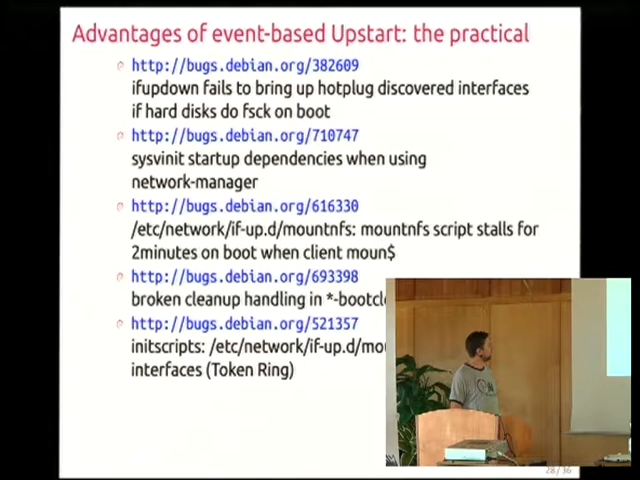 Advantages of event-based Upstart: the practical
http://bugs.debian.org/382609
ifupdown fails to bring up hotplug discovered interfaces
if hard disks do fsck on boot
http://bugs.debian.org/710747
sysvinit startup dependencies when using
network-manager
http://bugs.debian.org/616330
/etc/network/if-up.d/mountnfs: mountnfs script stalls for
2minutes on boot when client moun$
http://bugs.debian.org/693398
broken cleanup handling in *-bootcl
http://bugs.debian.org/521357
initscripts: /etc/network/if-up.d/mou
interfaces (Token Ring)
28/36